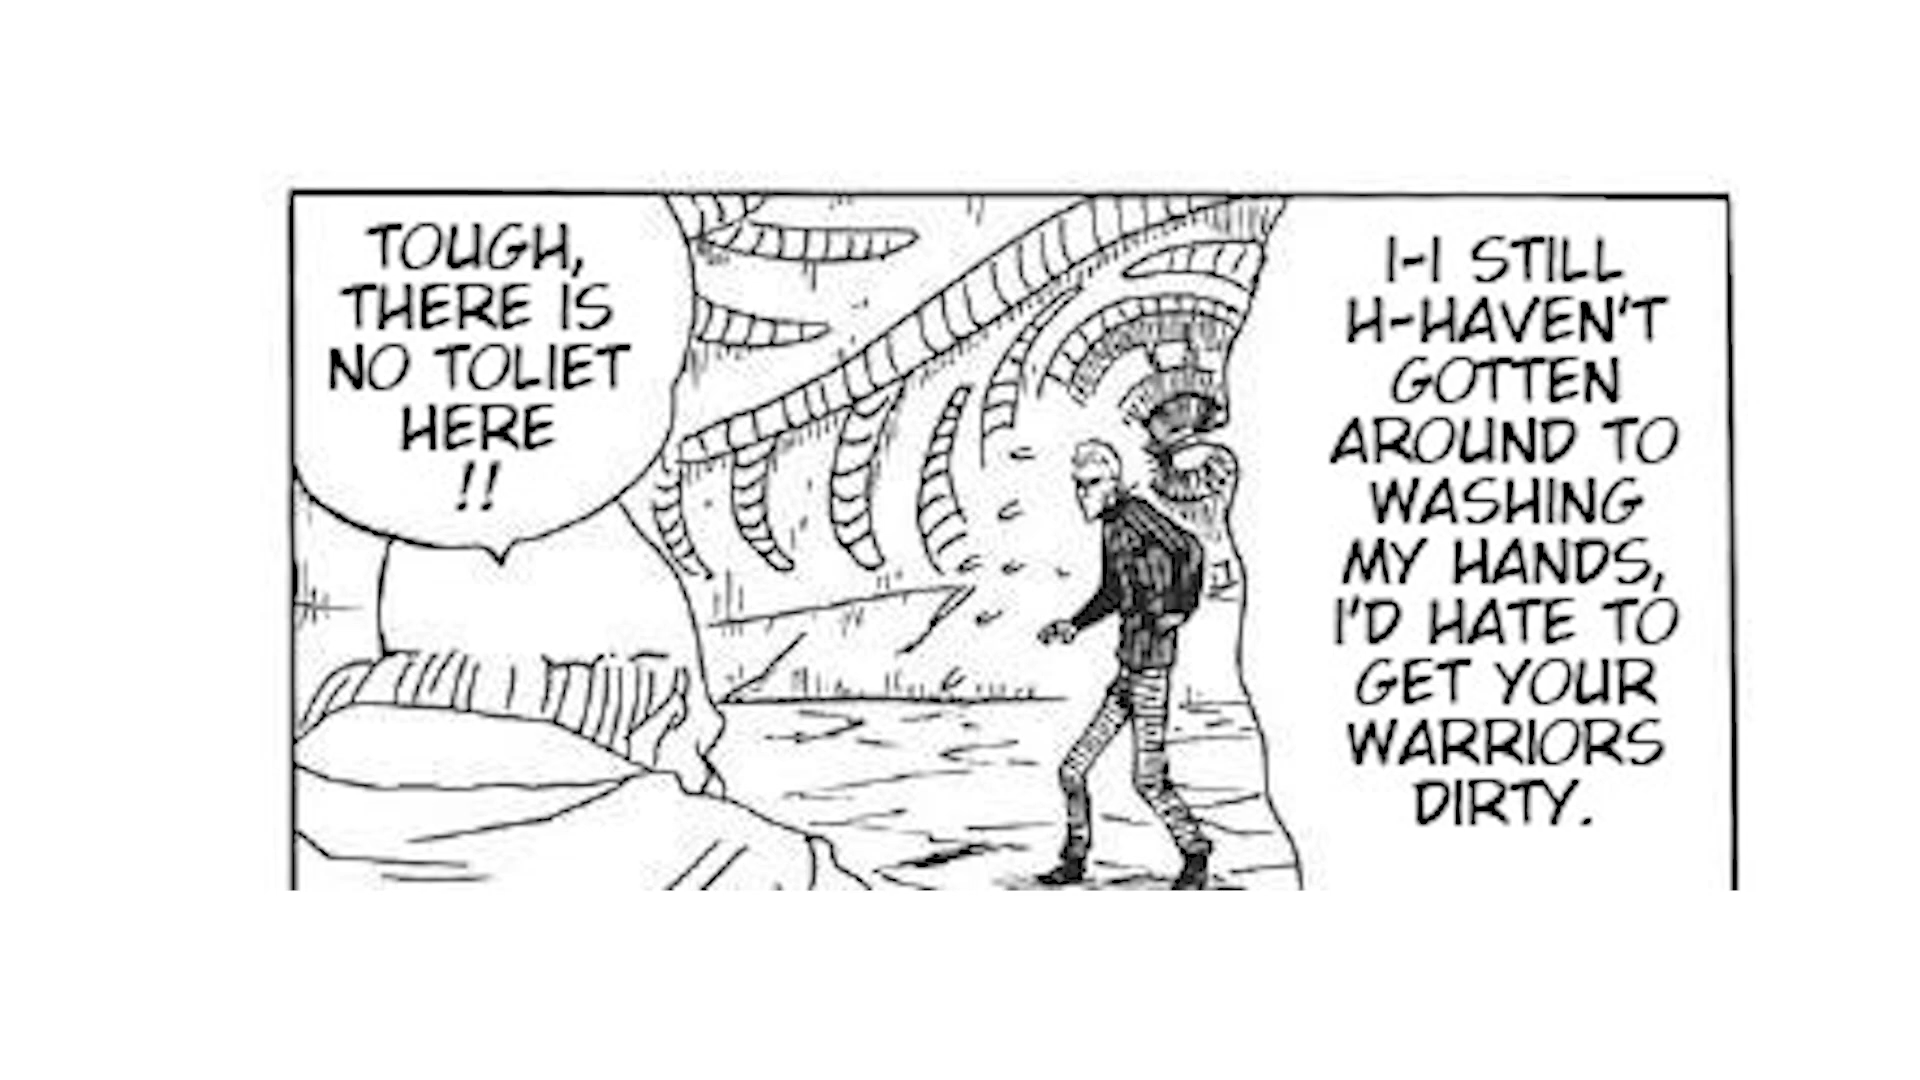 I-I STILL
H-HAVEN'T
GOTTEN
AROUND TO
WASHING
MY HANDS,
I'D HATE TO
GET YOUR
WARRIORS
DIRTY.
TOUGH,
THERE IS
NO TOLIET
HERE
!!